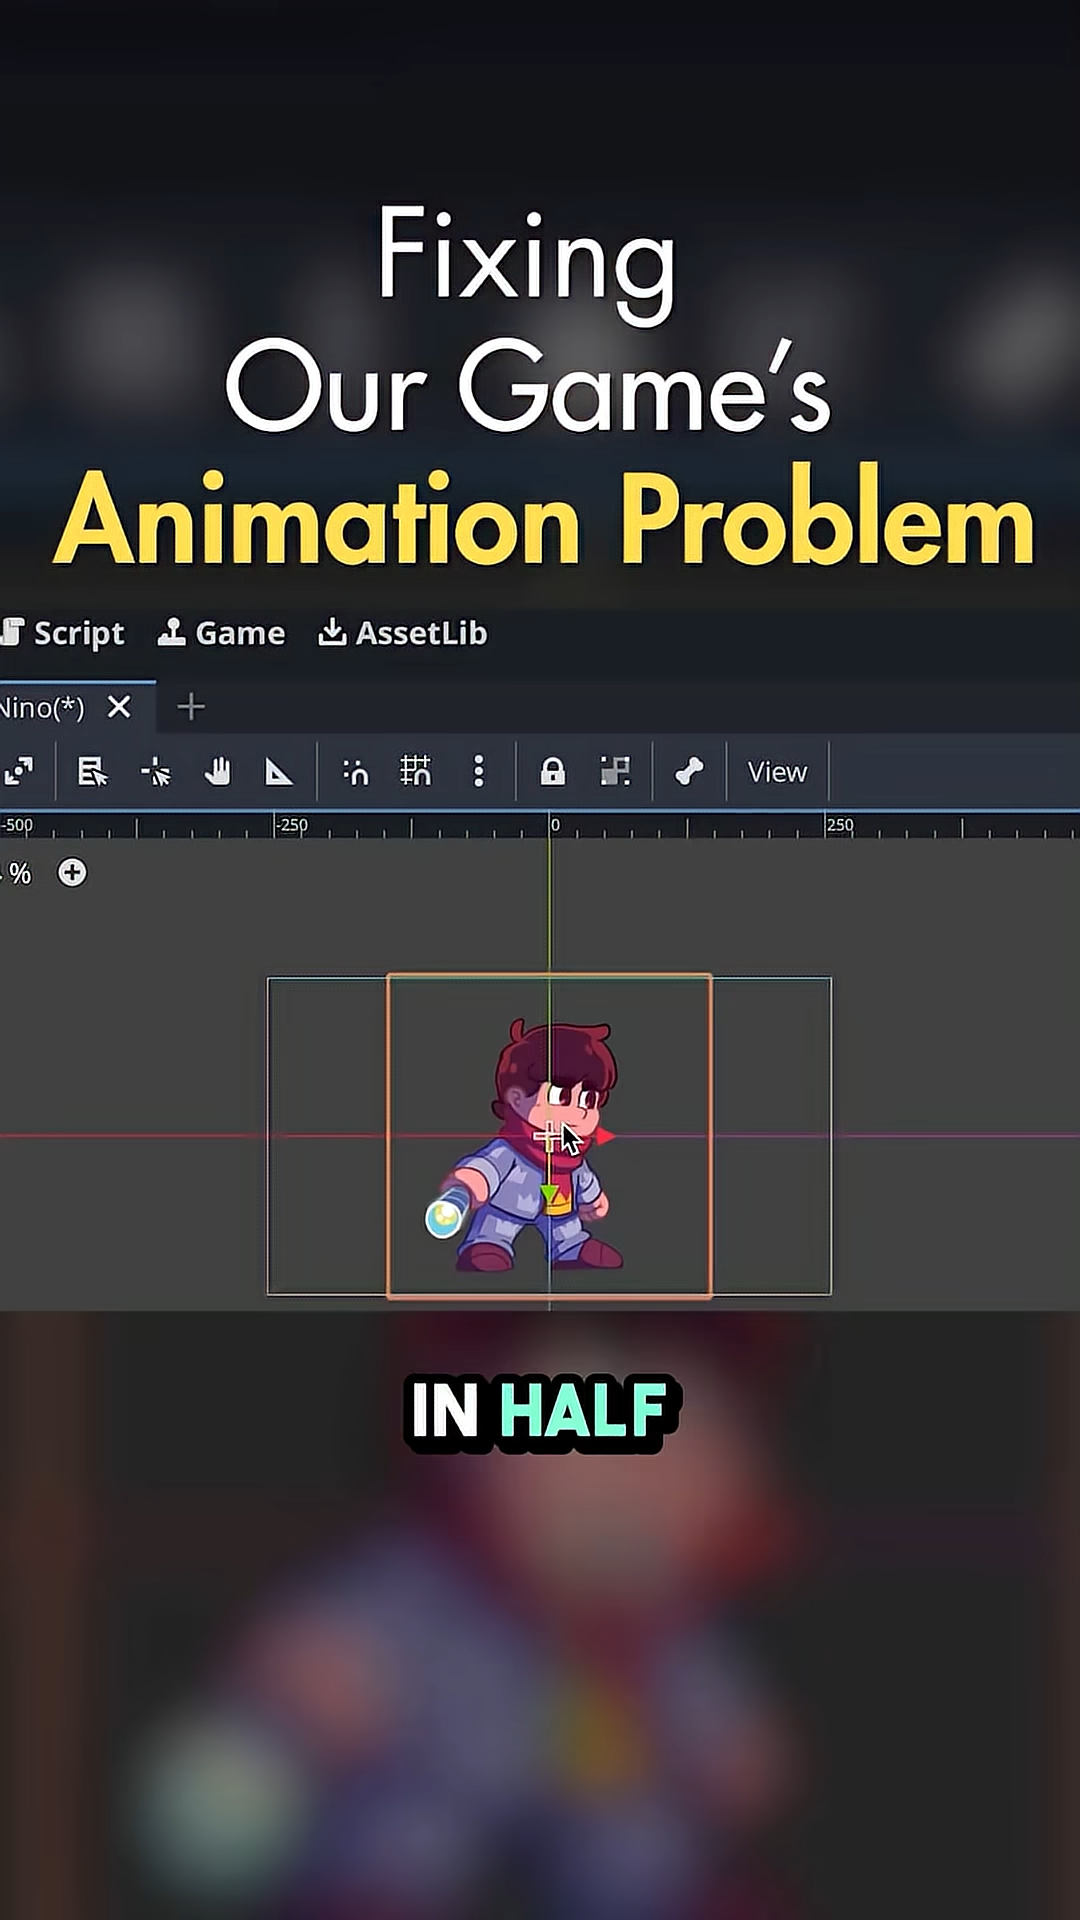 Fixing
Our Game's
Animation Problem
Script Game AssetLib
Nino(*)
View
-500 -250 0 250
%
IN HALF